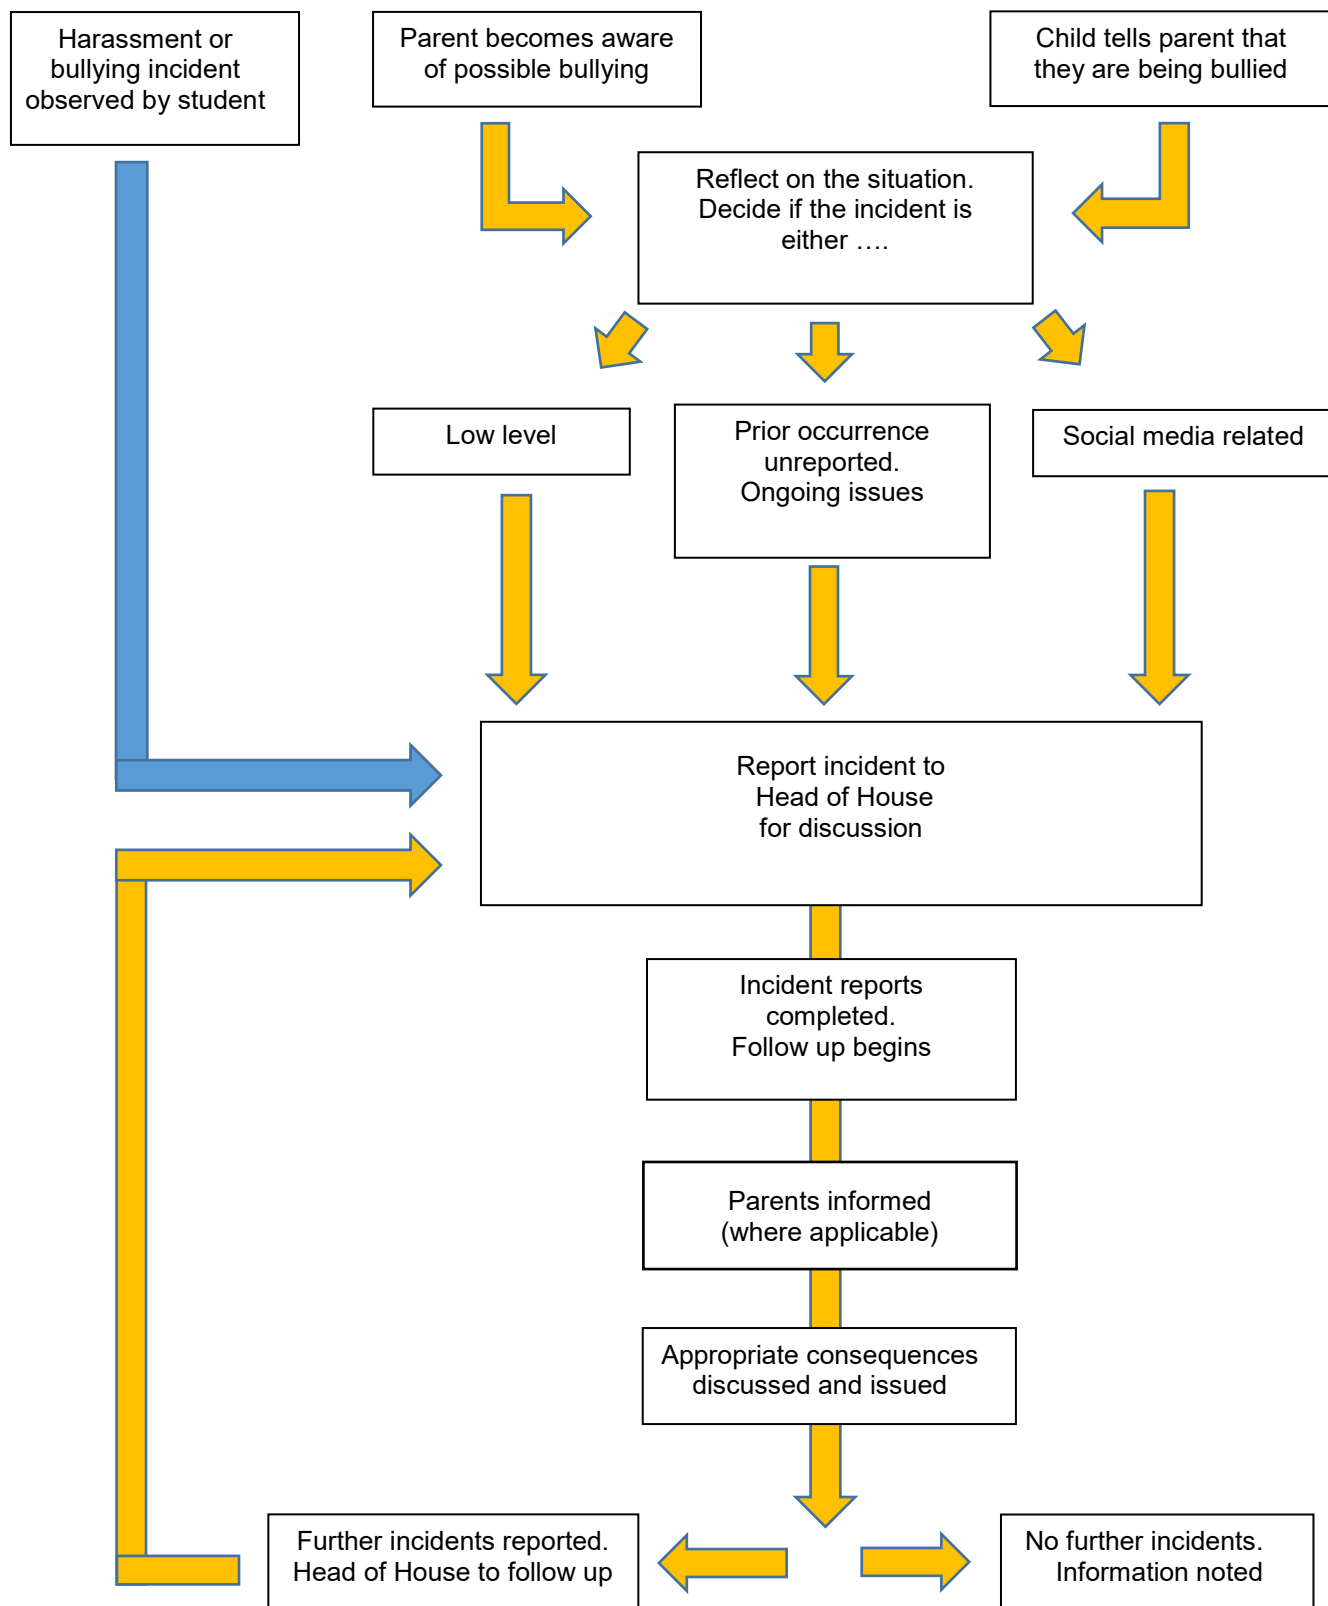 Harassment or
bullying incident
observed by student
Parent becomes aware
of possible bullying
Child tells parent that
they are being bullied
Reflect on the situation.
Decide if the incident is
either ….
Low level
Prior occurrence
unreported.
Ongoing issues
Social media related
Report incident to
Head of House
for discussion
Incident reports
completed.
Follow up begins
Parents informed
(where applicable)
Appropriate consequences
discussed and issued
Further incidents reported.
Head of House to follow up
No further incidents.
Information noted